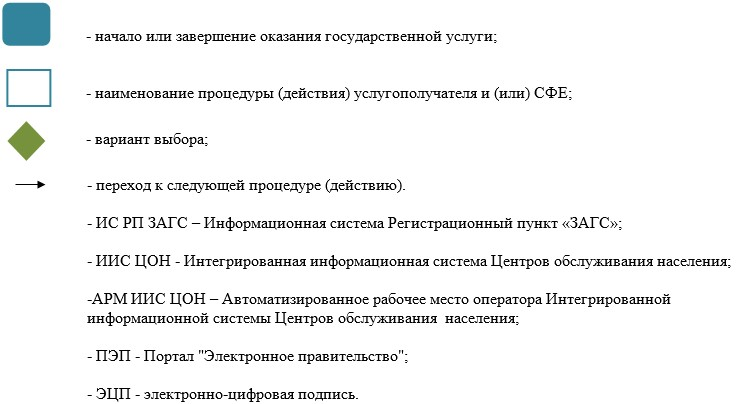 - начало или завершение оказания государственной услуги;
- наименование процедуры (действия) услугополучателя и (или) СФЕ;
- вариант выбора;
- переход к следующей процедуре (действию).
- ИС РП ЗАГС – Информационная система Регистрационный пункт «ЗАГС»;
- ИИС ЦОН - Интегрированная информационная система Центров обслуживания населения;
-АРМ ИИС ЦОН – Автоматизированное рабочее место оператора Интегрированной
информационной системы Центров обслуживания  населения;
- ПЭП - Портал "Электронное правительство";
- ЭЦП - электронно-цифровая подпись.